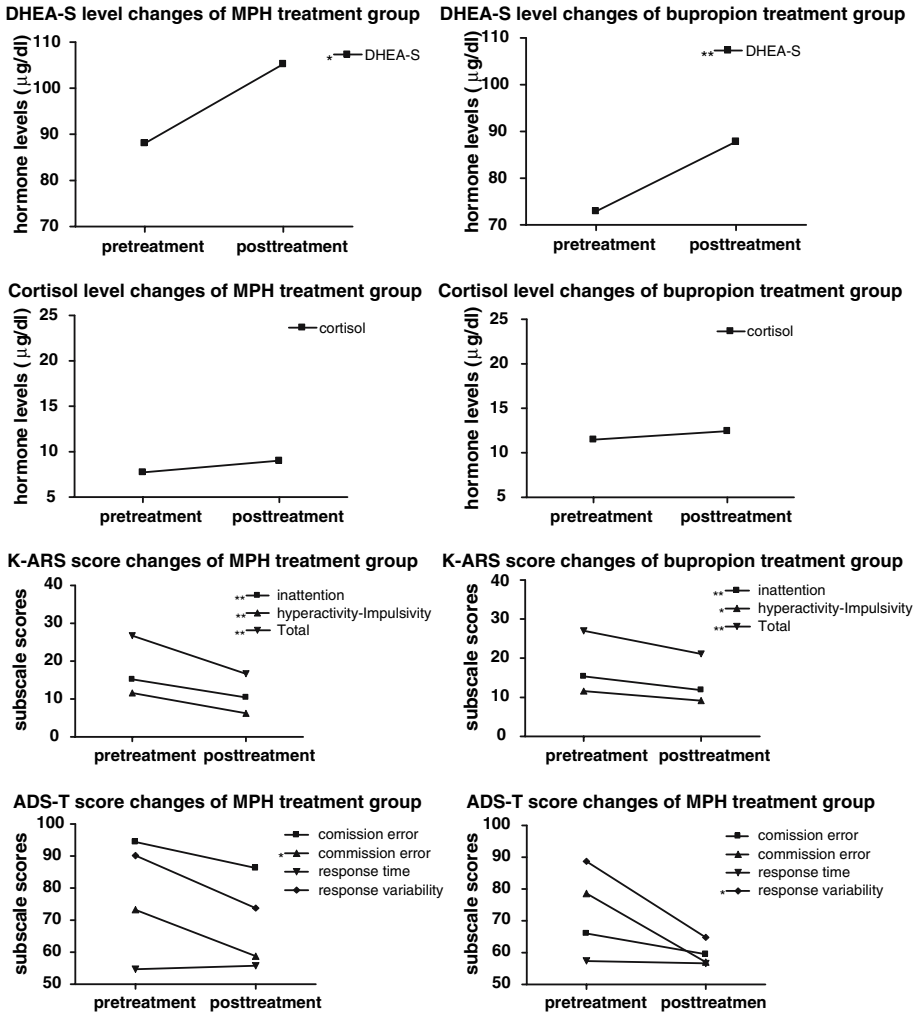 DHEA-S level changes of MPH treatment group
hormone levels (μg/dl)
110
100
90
80
70
* DHEA-S
pretreatment posttreatment
DHEA-S level changes of bupropion treatment group
hormone levels (μg/dl)
110
100
90
80
70
** DHEA-S
pretreatment posttreatment
Cortisol level changes of MPH treatment group
hormone levels (μg/dl)
25
20
15
10
5
cortisol
pretreatment posttreatment
Cortisol level changes of bupropion treatment group
hormone levels (μg/dl)
25
20
15
10
5
cortisol
pretreatment posttreatment
K-ARS score changes of MPH treatment group
subscale scores
40
30
20
10
0
** inattention
** hyperactivity-Impulsivity
** Total
pretreatment posttreatment
K-ARS score changes of bupropion treatment group
subscale scores
40
30
20
10
0
** inattention
* hyperactivity-Impulsivity
** Total
pretreatment posttreatment
ADS-T score changes of MPH treatment group
subscale scores
100
90
80
70
60
50
comission error
* commission error
response time
response variability
pretreatment posttreatment
ADS-T score changes of MPH treatment group
subscale scores
100
90
80
70
60
50
comission error
commission error
response time
* response variability
pretreatment posttreatmen